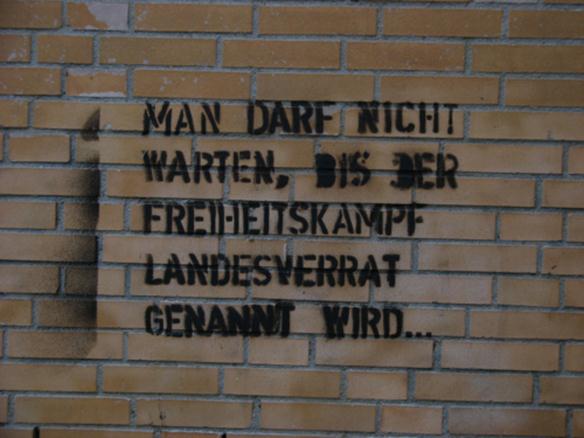 MAN DARF NICHT
WARTEN, BIS DER
FREIHEITSKAMPF
LANDESVERRAT
GENANNT WIRD...